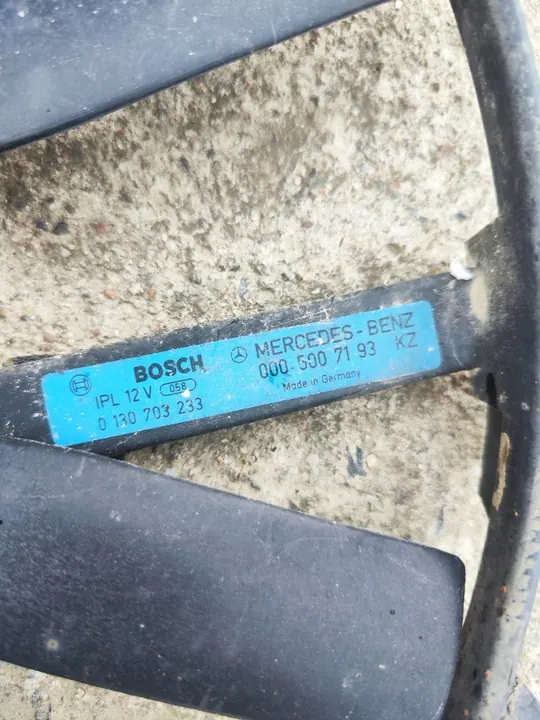 BOSCH
IPL 12 V 058
0 130 703 233
MERCEDES-BENZ
000 500 71 93 KZ
Made in Germany